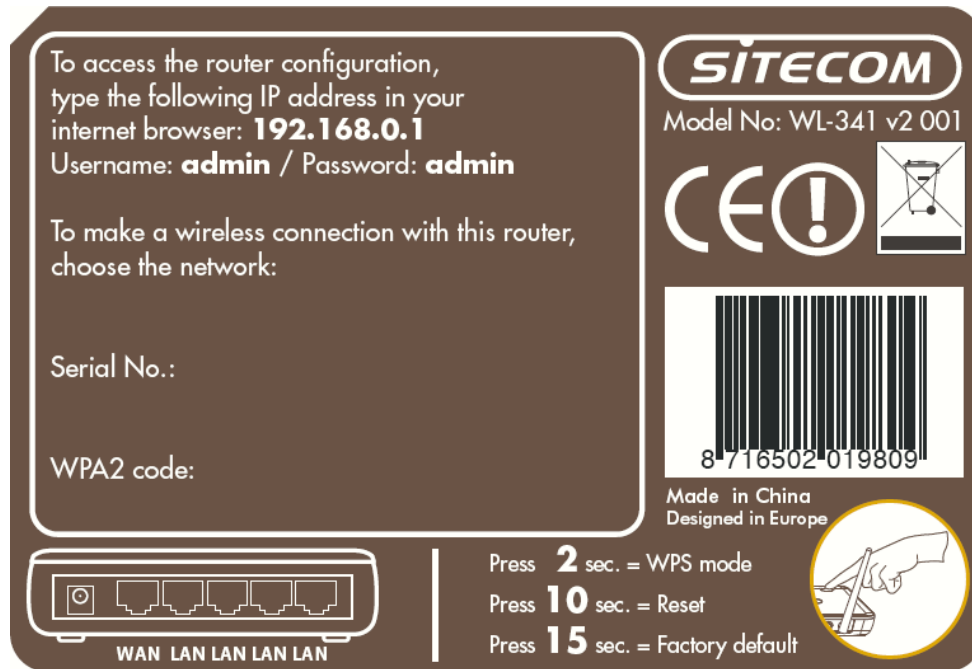 To access the router configuration,
type the following IP address in your
internet browser: 192.168.0.1
Username: admin / Password: admin
To make a wireless connection with this router,
choose the network:
Serial No.:
WPA2 code:
SITECOM
Model No: WL-341 v2 001
CE
8 716502 019809
Made in China
Designed in Europe
WAN LAN LAN LAN LAN
Press 2 sec. = WPS mode
Press 10 sec. = Reset
Press 15 sec. = Factory default